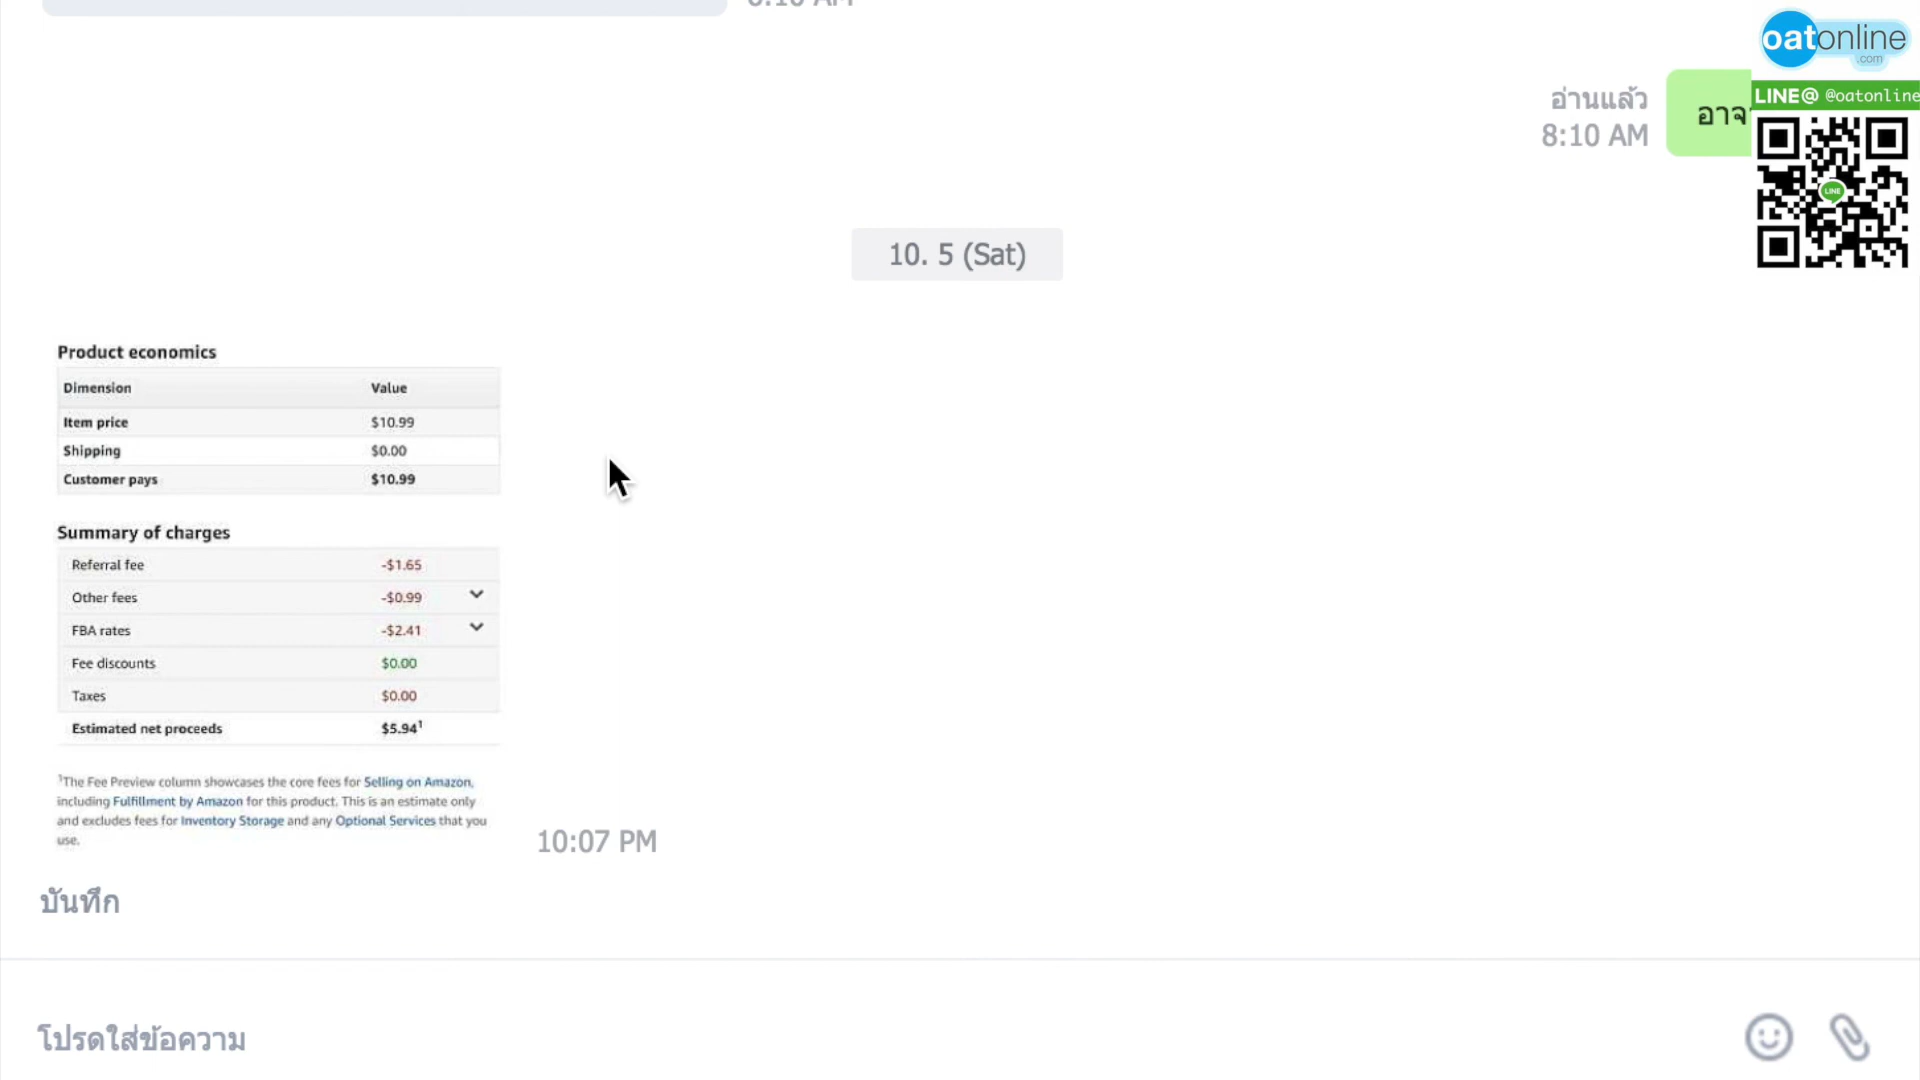 oatonline
.com
LINE@ @oatonline
อ่านแล้ว
8:10 AM
LINE
10. 5 (Sat)
Product economics
Dimension Value
Item price $10.99
Shipping $0.00
Customer pays $10.99
Summary of charges
Referral fee -$1.65
Other fees -$0.99
FBA rates -$2.41
Fee discounts $0.00
Taxes $0.00
Estimated net proceeds $5.94¹
¹The Fee Preview column showcases the core fees for Selling on Amazon,
including Fulfillment by Amazon for this product. This is an estimate only
and excludes fees for Inventory Storage and any Optional Services that you
use.
10:07 PM
บันทึก
โปรดใส่ข้อความ